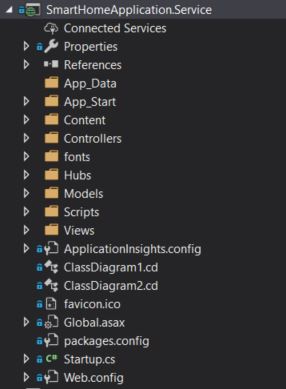 SmartHomeApplication.Service
Connected Services
Properties
References
App_Data
App_Start
Content
Controllers
fonts
Hubs
Models
Scripts
Views
ApplicationInsights.config
ClassDiagram1.cd
ClassDiagram2.cd
favicon.ico
Global.asax
packages.config
C# Startup.cs
Web.config